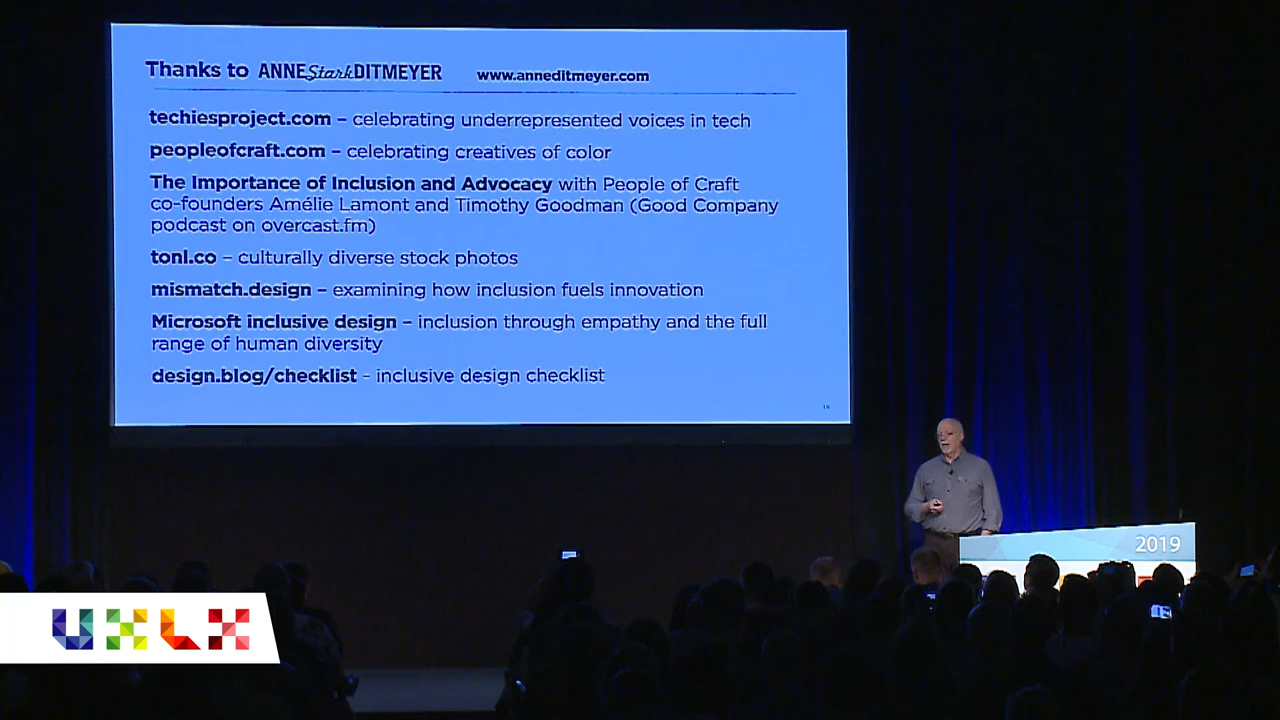 Thanks to ANNE Stark DITMEYER www.anneditmeyer.com
techiesproject.com – celebrating underrepresented voices in tech
peopleofcraft.com – celebrating creatives of color
The Importance of Inclusion and Advocacy with People of Craft
co-founders Amélie Lamont and Timothy Goodman (Good Company
podcast on overcast.fm)
tonl.co – culturally diverse stock photos
mismatch.design – examining how inclusion fuels innovation
Microsoft inclusive design – inclusion through empathy and the full
range of human diversity
design.blog/checklist - inclusive design checklist
2019
UXLX